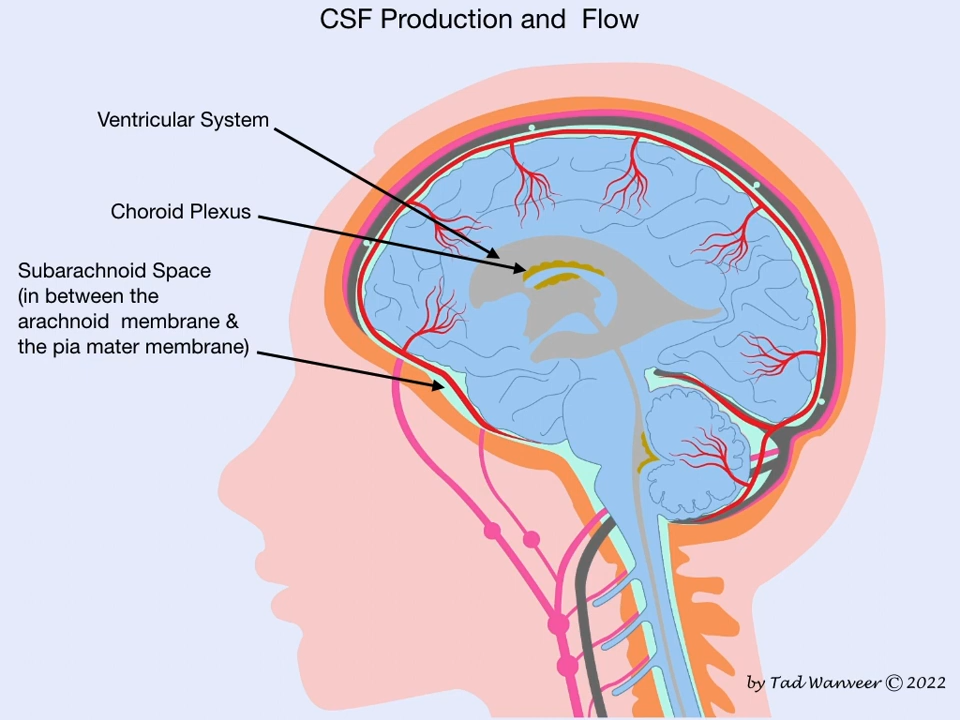 CSF Production and Flow
Ventricular System
Choroid Plexus
Subarachnoid Space
(in between the
arachnoid membrane &
the pia mater membrane)
by Tad Wanveer © 2022